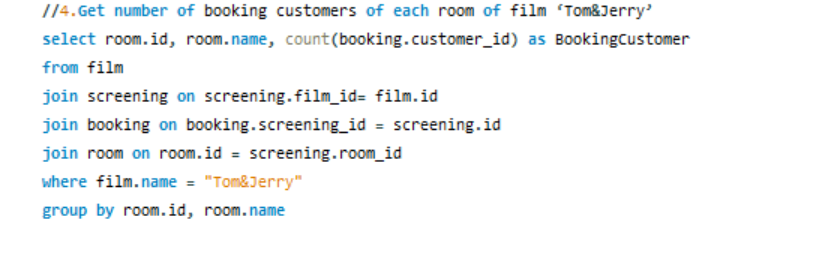 //4.Get number of booking customers of each room of film ‘Tom&Jerry’
select room.id, room.name, count(booking.customer_id) as BookingCustomer
from film
join screening on screening.film_id= film.id
join booking on booking.screening_id = screening.id
join room on room.id = screening.room_id
where film.name = "Tom&Jerry"
group by room.id, room.name